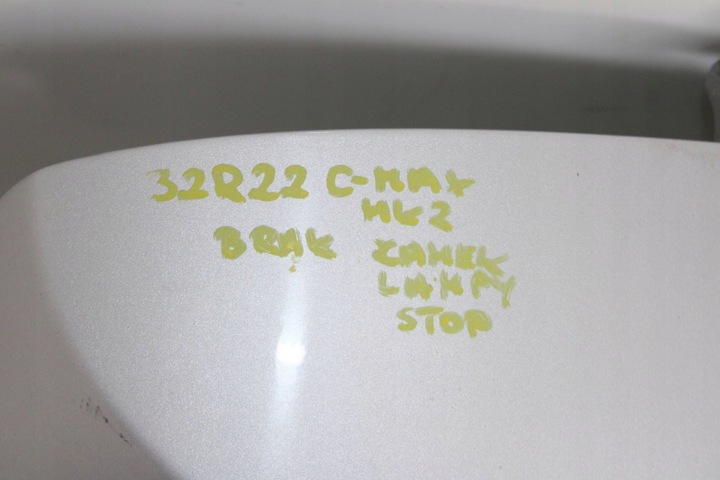 32R22 C-MAX
MK2
BRAK ZAMEK
LAMPY
STOP